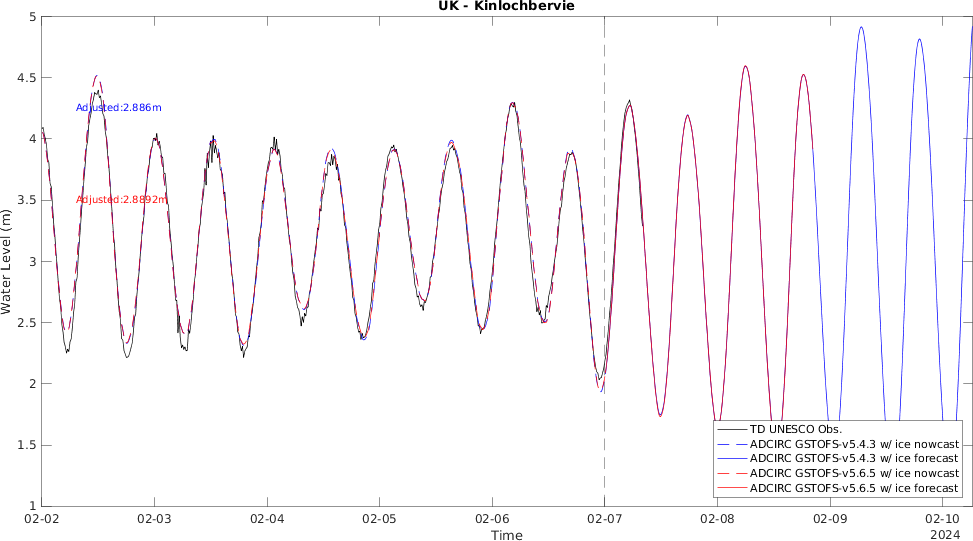 UK - Kinlochbervie
5
4.5
Adjusted:2.886m
4
3.5
Adjusted:2.8892m
3
2.5
2
1.5
1
Water Level (m)
TD UNESCO Obs.
ADCIRC GSTOFS-v5.4.3 w/ ice nowcast
ADCIRC GSTOFS-v5.4.3 w/ ice forecast
ADCIRC GSTOFS-v5.6.5 w/ ice nowcast
ADCIRC GSTOFS-v5.6.5 w/ ice forecast
02-02 02-03 02-04 02-05 02-06 02-07 02-08 02-09 02-10
Time
2024